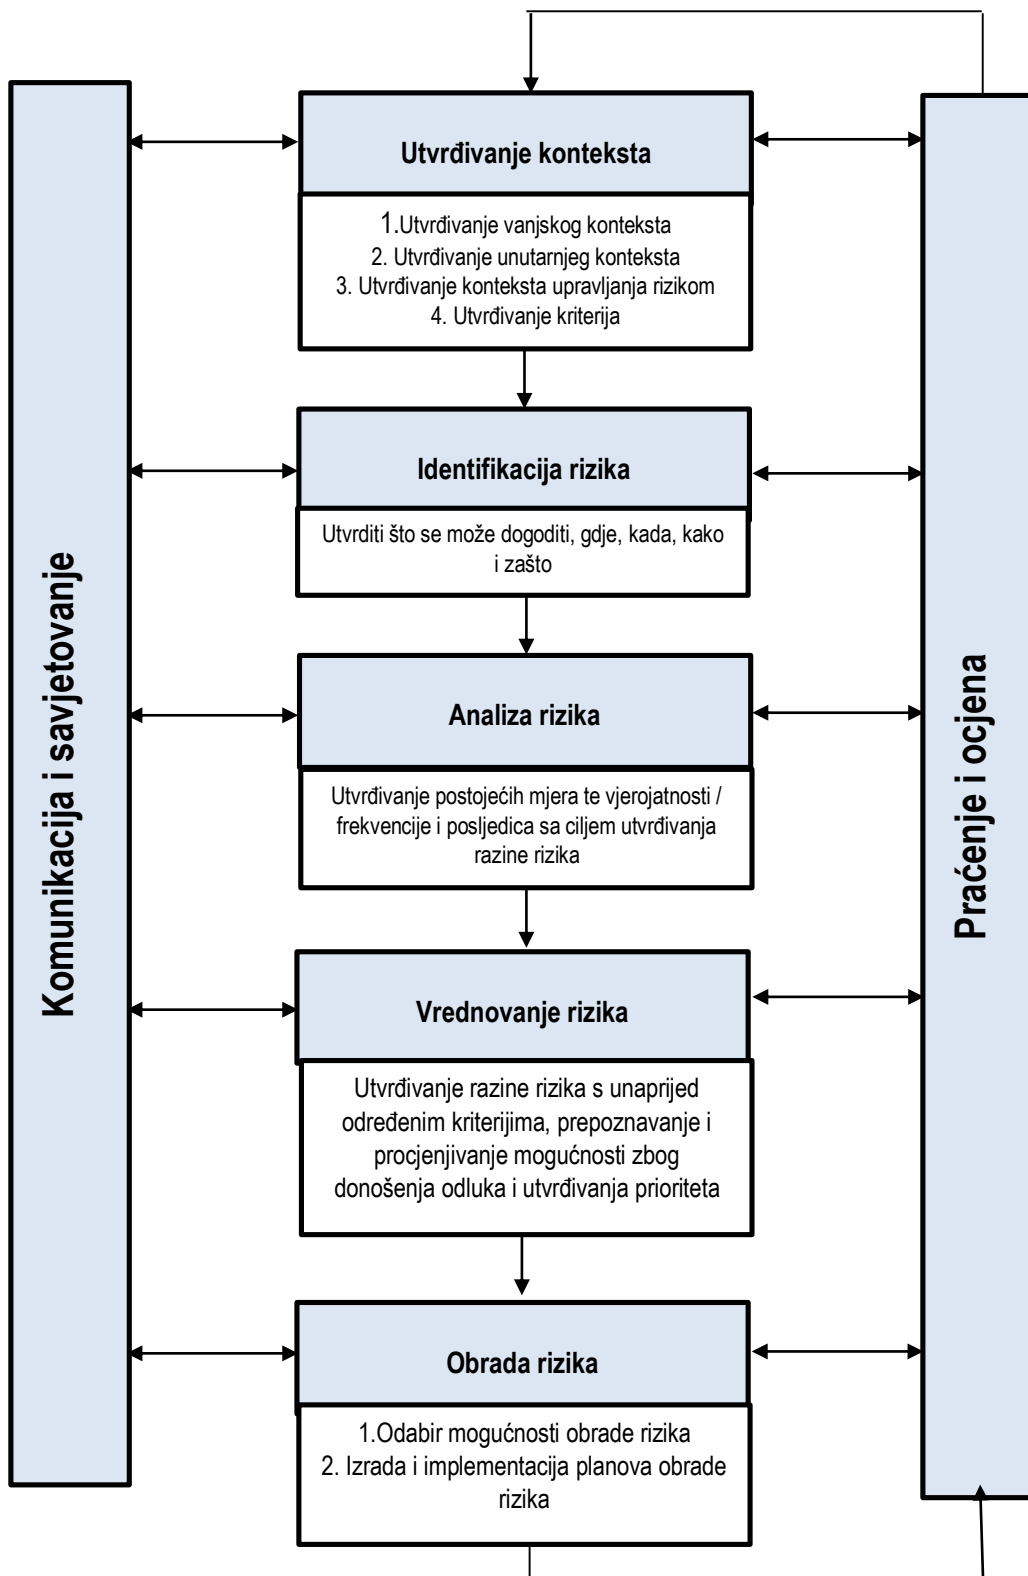 Komunikacija i savjetovanje
Utvrđivanje konteksta
1.Utvrđivanje vanjskog konteksta
2. Utvrđivanje unutarnjeg konteksta
3. Utvrđivanje konteksta upravljanja rizikom
4. Utvrđivanje kriterija
Identifikacija rizika
Utvrditi što se može dogoditi, gdje, kada, kako
i zašto
Analiza rizika
Utvrđivanje postojećih mjera te vjerojatnosti /
frekvencije i posljedica sa ciljem utvrđivanja
razine rizika
Vrednovanje rizika
Utvrđivanje razine rizika s unaprijed
određenim kriterijima, prepoznavanje i
procjenjivanje mogućnosti zbog
donošenja odluka i utvrđivanja prioriteta
Obrada rizika
1.Odabir mogućnosti obrade rizika
2. Izrada i implementacija planova obrade
rizika
Praćenje i ocjena